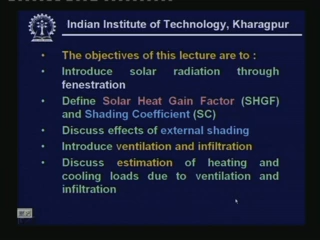 Indian Institute of Technology, Kharagpur
• The objectives of this lecture are to :
• Introduce solar radiation through
fenestration
• Define Solar Heat Gain Factor (SHGF)
and Shading Coefficient (SC)
• Discuss effects of external shading
• Introduce ventilation and infiltration
• Discuss estimation of heating and
cooling loads due to ventilation and
infiltration